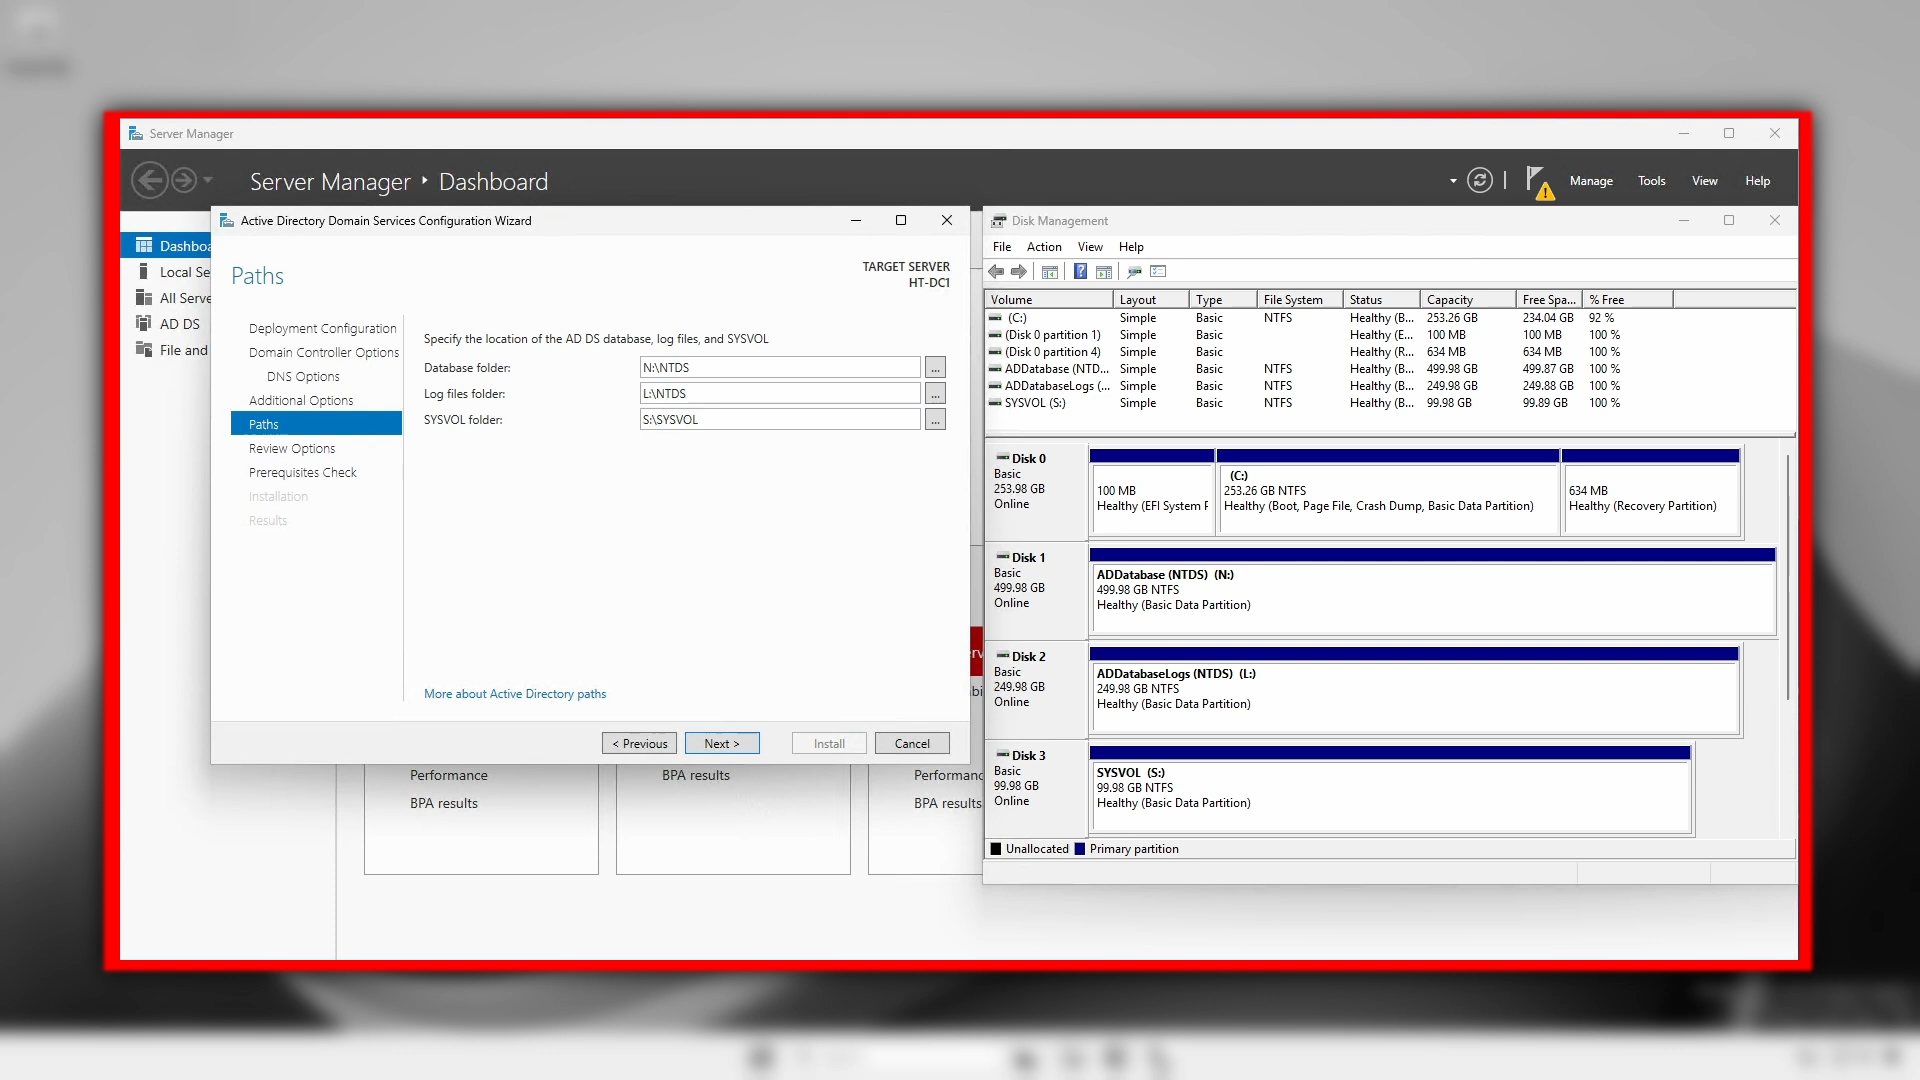 Server Manager
Server Manager ‣ Dashboard
Manage Tools View Help
Dashboa
Local Se
All Serve
AD DS
File and
Active Directory Domain Services Configuration Wizard
Paths
TARGET SERVER
HT-DC1
Deployment Configuration
Domain Controller Options
DNS Options
Additional Options
Paths
Review Options
Prerequisites Check
Installation
Results
Specify the location of the AD DS database, log files, and SYSVOL
Database folder: N:\NTDS ...
Log files folder: L:\NTDS ...
SYSVOL folder: S:\SYSVOL ...
More about Active Directory paths
< Previous Next > Install Cancel
Performance
BPA results
BPA results
Performanc
BPA results
Disk Management
File Action View Help
Volume Layout Type File System Status Capacity Free Spa... % Free
(C:) Simple Basic NTFS Healthy (B... 253.26 GB 234.04 GB 92 %
(Disk 0 partition 1) Simple Basic Healthy (E... 100 MB 100 MB 100 %
(Disk 0 partition 4) Simple Basic Healthy (R... 634 MB 634 MB 100 %
ADDatabase (NTD... Simple Basic NTFS Healthy (B... 499.98 GB 499.87 GB 100 %
ADDatabaseLogs (... Simple Basic NTFS Healthy (B... 249.98 GB 249.88 GB 100 %
SYSVOL (S:) Simple Basic NTFS Healthy (B... 99.98 GB 99.89 GB 100 %
Disk 0
Basic
253.98 GB
Online
100 MB
Healthy (EFI System P
(C:)
253.26 GB NTFS
Healthy (Boot, Page File, Crash Dump, Basic Data Partition)
634 MB
Healthy (Recovery Partition)
Disk 1
Basic
499.98 GB
Online
ADDatabase (NTDS) (N:)
499.98 GB NTFS
Healthy (Basic Data Partition)
Disk 2
Basic
249.98 GB
Online
ADDatabaseLogs (NTDS) (L:)
249.98 GB NTFS
Healthy (Basic Data Partition)
Disk 3
Basic
99.98 GB
Online
SYSVOL (S:)
99.98 GB NTFS
Healthy (Basic Data Partition)
Unallocated Primary partition